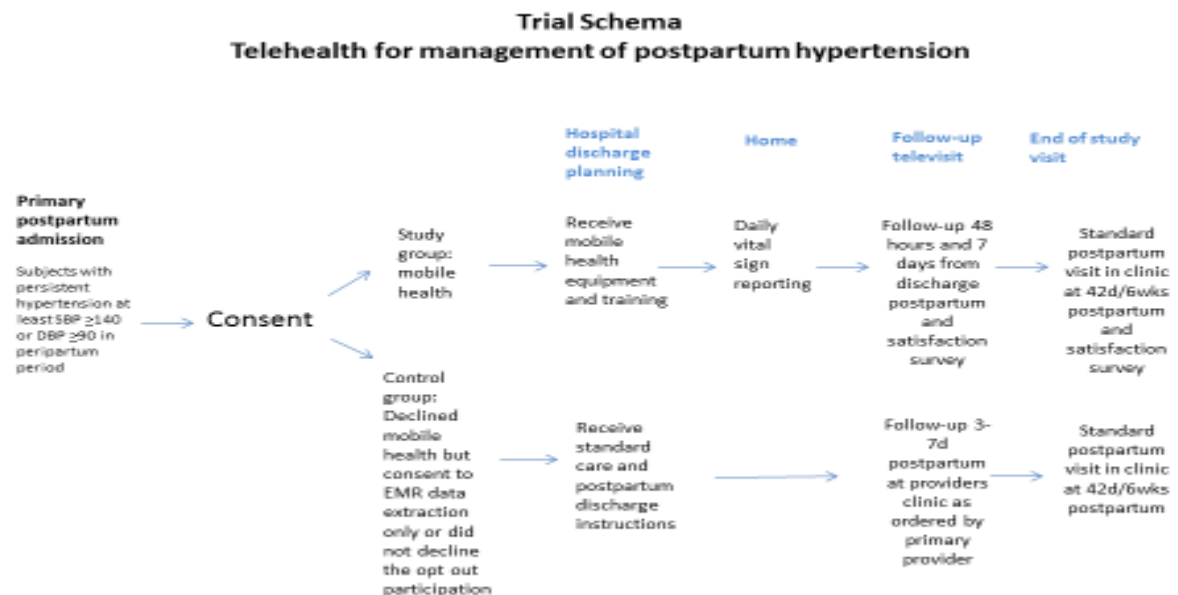 Trial Schema
Telehealth for management of postpartum hypertension
Hospital
discharge
planning
Home
Follow-up
televisit
End of study
visit
Primary
postpartum
admission
Subjects with
persistent
hypertension at
least SBP ≥140
or DBP ≥90 in
peripartum
period
Consent
Study
group:
mobile
health
Receive
mobile
health
equipment
and training
Daily
vital
sign
reporting
Follow-up 48
hours and 7
days from
discharge
postpartum
and
satisfaction
survey
Standard
postpartum
visit in clinic
at 42d/6wks
postpartum
and
satisfaction
survey
Control
group:
Declined
mobile
health but
consent to
EMR data
extraction
only or did
not decline
the opt out
participation
Receive
standard
care and
postpartum
discharge
instructions
Follow-up 3-
7d
postpartum
at providers
clinic as
ordered by
primary
provider
Standard
postpartum
visit in clinic
at 42d/6wks
postpartum